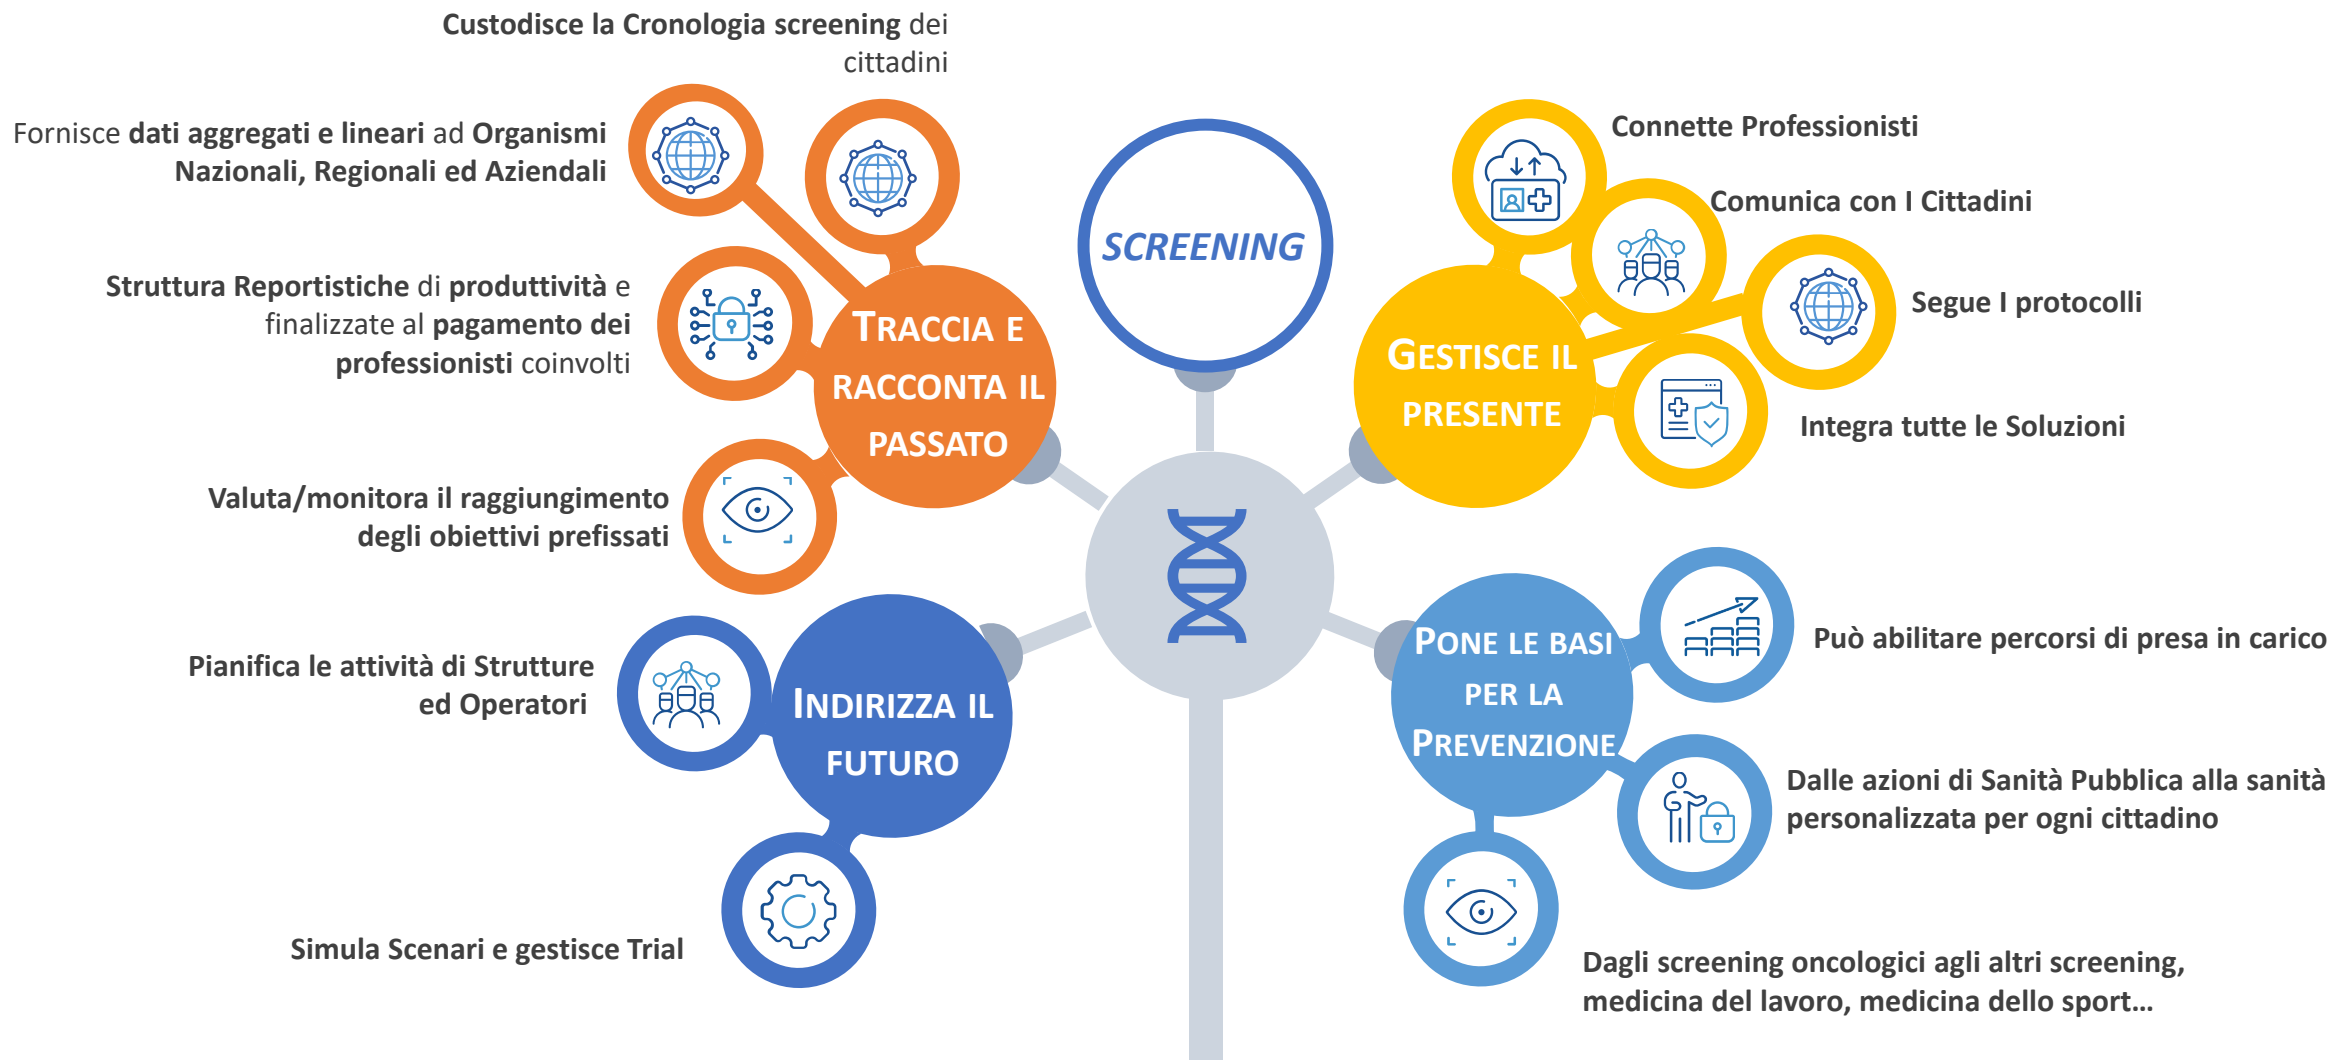 Custodisce la Cronologia screening dei
cittadini
Fornisce dati aggregati e lineari ad Organismi
Nazionali, Regionali ed Aziendali
Struttura Reportistiche di produttività e
finalizzate al pagamento dei
professionisti coinvolti
Valuta/monitora il raggiungimento
degli obiettivi prefissati
TRACCIA E
RACCONTA IL
PASSATO
SCREENING
GESTISCE IL
PRESENTE
Connette Professionisti
Comunica con I Cittadini
Segue I protocolli
Integra tutte le Soluzioni
Pianifica le attività di Strutture
ed Operatori
INDIRIZZA IL
FUTURO
Simula Scenari e gestisce Trial
PONE LE BASI
PER LA
PREVENZIONE
Può abilitare percorsi di presa in carico
Dalle azioni di Sanità Pubblica alla sanità
personalizzata per ogni cittadino
Dagli screening oncologici agli altri screening,
medicina del lavoro, medicina dello sport…